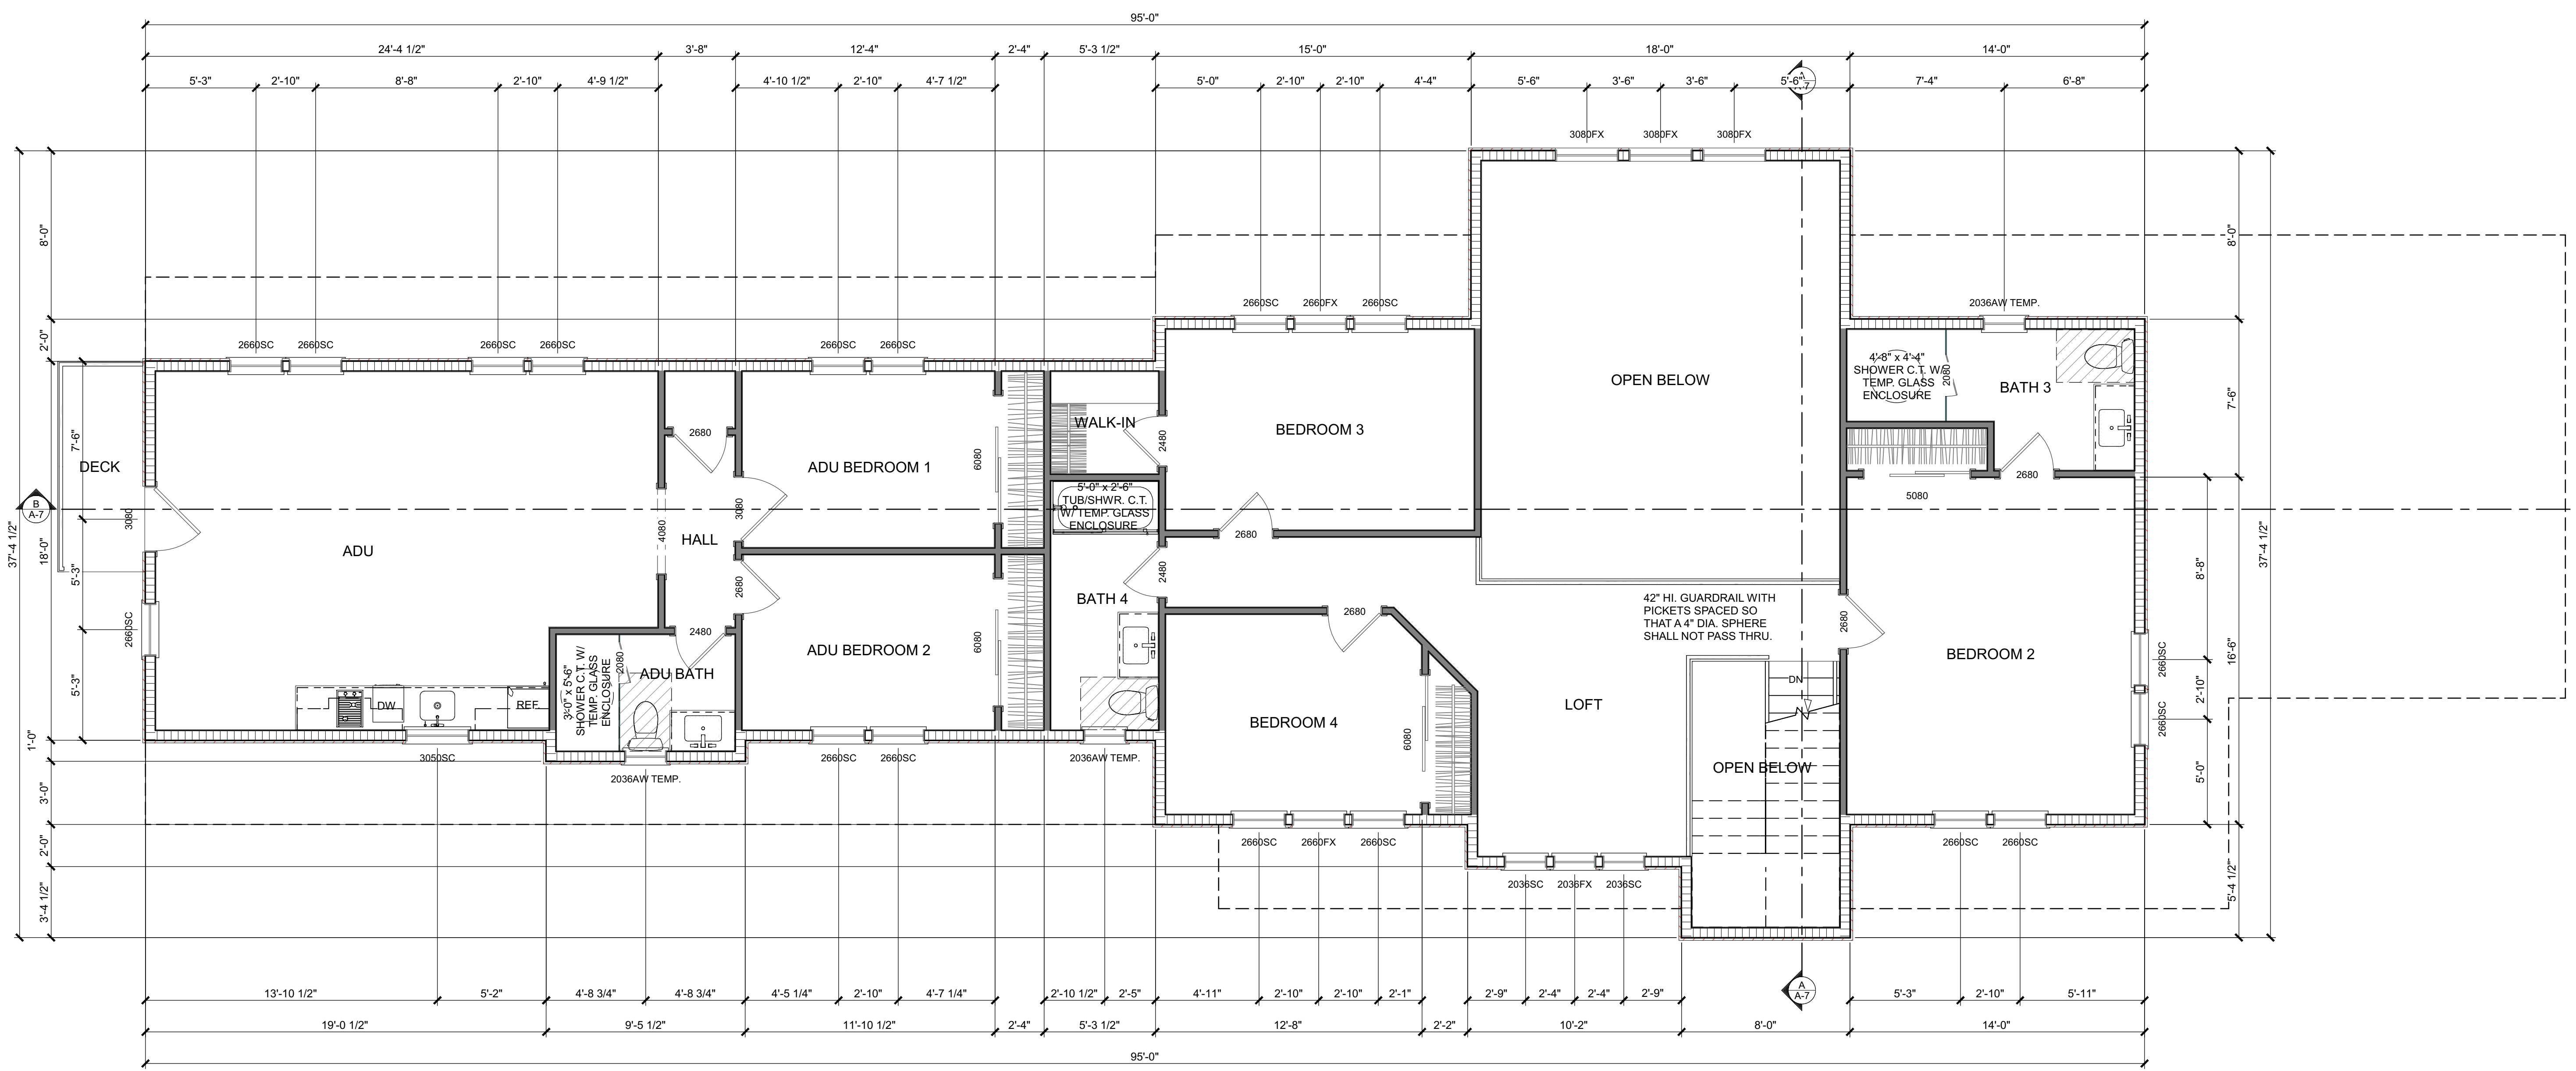 95'-0"
24'-4 1/2" 3'-8" 12'-4" 2'-4" 5'-3 1/2" 15'-0" 18'-0" 14'-0"
5'-3" 2'-10" 8'-8" 2'-10" 4'-9 1/2" 4'-10 1/2" 2'-10" 4'-7 1/2" 5'-0" 2'-10" 2'-10" 4'-4" 5'-6" 3'-6" 3'-6" 5'-6" 7'-4" 6'-8"
A-7
3080FX 3080FX 3080FX
8'-0" 8'-0"
2660SC 2660FX 2660SC 2036AW TEMP.
2'-0" 2660SC 2660SC 2660SC 2660SC 2660SC 2660SC
4'-8" x 4'-4"
SHOWER C.T. W/
TEMP. GLASS
ENCLOSURE
2080
BATH 3
OPEN BELOW
7'-6"
WALK-IN
2480
BEDROOM 3
2680
7'-6"
DECK
ADU BEDROOM 1
6080
2680
5080
5'-0" x 2'-6"
TUB/SHWR. C.T.
W/ TEMP. GLASS
ENCLOSURE
B
A-7
3080
3080
4080
HALL
ADU
2680
37'-4 1/2"
18'-0"
5'-3"
37'-4 1/2"
8'-8"
2480
2680
BATH 4
2680
2680
42" HI. GUARDRAIL WITH
PICKETS SPACED SO
THAT A 4" DIA. SPHERE
SHALL NOT PASS THRU.
2660SC
2480
ADU BEDROOM 2
6080
BEDROOM 2
16'-6"
2660SC
3'-0" x 5'-6"
SHOWER C.T. W/
TEMP. GLASS
ENCLOSURE
2080
ADU BATH
DN
5'-3"
2'-10"
2660SC
DW
REF.
LOFT
BEDROOM 4
6080
1'-0"
3050SC
2036AW TEMP.
2660SC 2660SC
2036AW TEMP.
OPEN BELOW
5'-0"
3'-0"
2660SC 2660FX 2660SC
2660SC 2660SC
2'-0"
2036SC 2036FX 2036SC
3'-4 1/2"
5'-4 1/2"
A
A-7
13'-10 1/2" 5'-2" 4'-8 3/4" 4'-8 3/4" 4'-5 1/4" 2'-10" 4'-7 1/4" 2'-10 1/2" 2'-5" 4'-11" 2'-10" 2'-10" 2'-1" 2'-9" 2'-4" 2'-4" 2'-9" 5'-3" 2'-10" 5'-11"
19'-0 1/2" 9'-5 1/2" 11'-10 1/2" 2'-4" 5'-3 1/2" 12'-8" 2'-2" 10'-2" 8'-0" 14'-0"
95'-0"